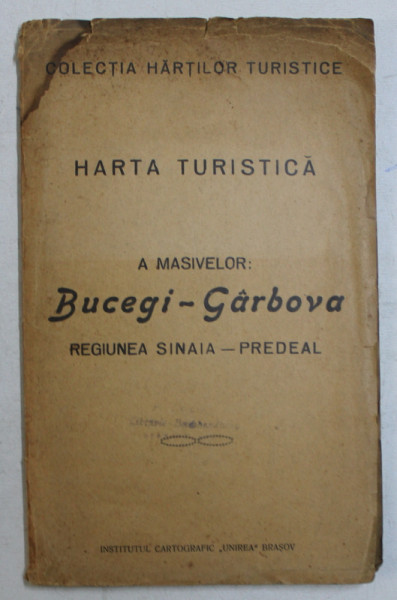 COLECȚIA HĂRȚILOR TURISTICE
HARTA TURISTICĂ
A MASIVELOR:
Bucegi - Gârbova
REGIUNEA SINAIA — PREDEAL
INSTITUTUL CARTOGRAFIC „UNIREA" BRAȘOV